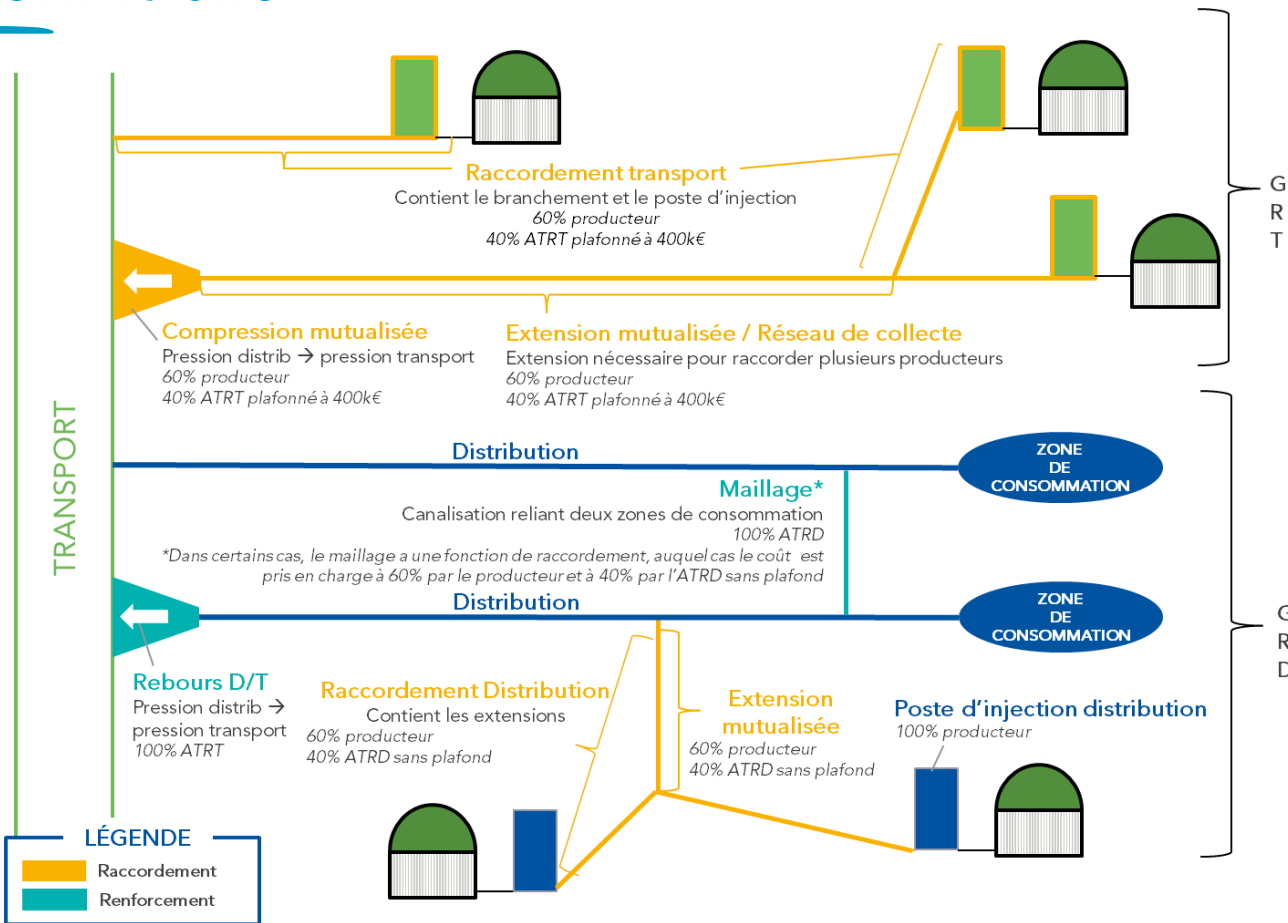 Raccordement transport
Contient le branchement et le poste d'injection
60% producteur
40% ATRT plafonné à 400k€
G
R
T
Compression mutualisée
Pression distrib → pression transport
60% producteur
40% ATRT plafonné à 400k€
Extension mutualisée / Réseau de collecte
Extension nécessaire pour raccorder plusieurs producteurs
60% producteur
40% ATRT plafonné à 400k€
TRANSPORT
Distribution
ZONE
DE
CONSOMMATION
Maillage*
Canalisation reliant deux zones de consommation
100% ATRD
*Dans certains cas, le maillage a une fonction de raccordement, auquel cas le coût est
pris en charge à 60% par le producteur et à 40% par l'ATRD sans plafond
Distribution
ZONE
DE
CONSOMMATION
G
R
D
Rebours D/T
Pression distrib →
pression transport
100% ATRT
Raccordement Distribution
Contient les extensions
60% producteur
40% ATRD sans plafond
Extension
mutualisée
60% producteur
40% ATRD sans plafond
Poste d'injection distribution
100% producteur
LÉGENDE
Raccordement
Renforcement